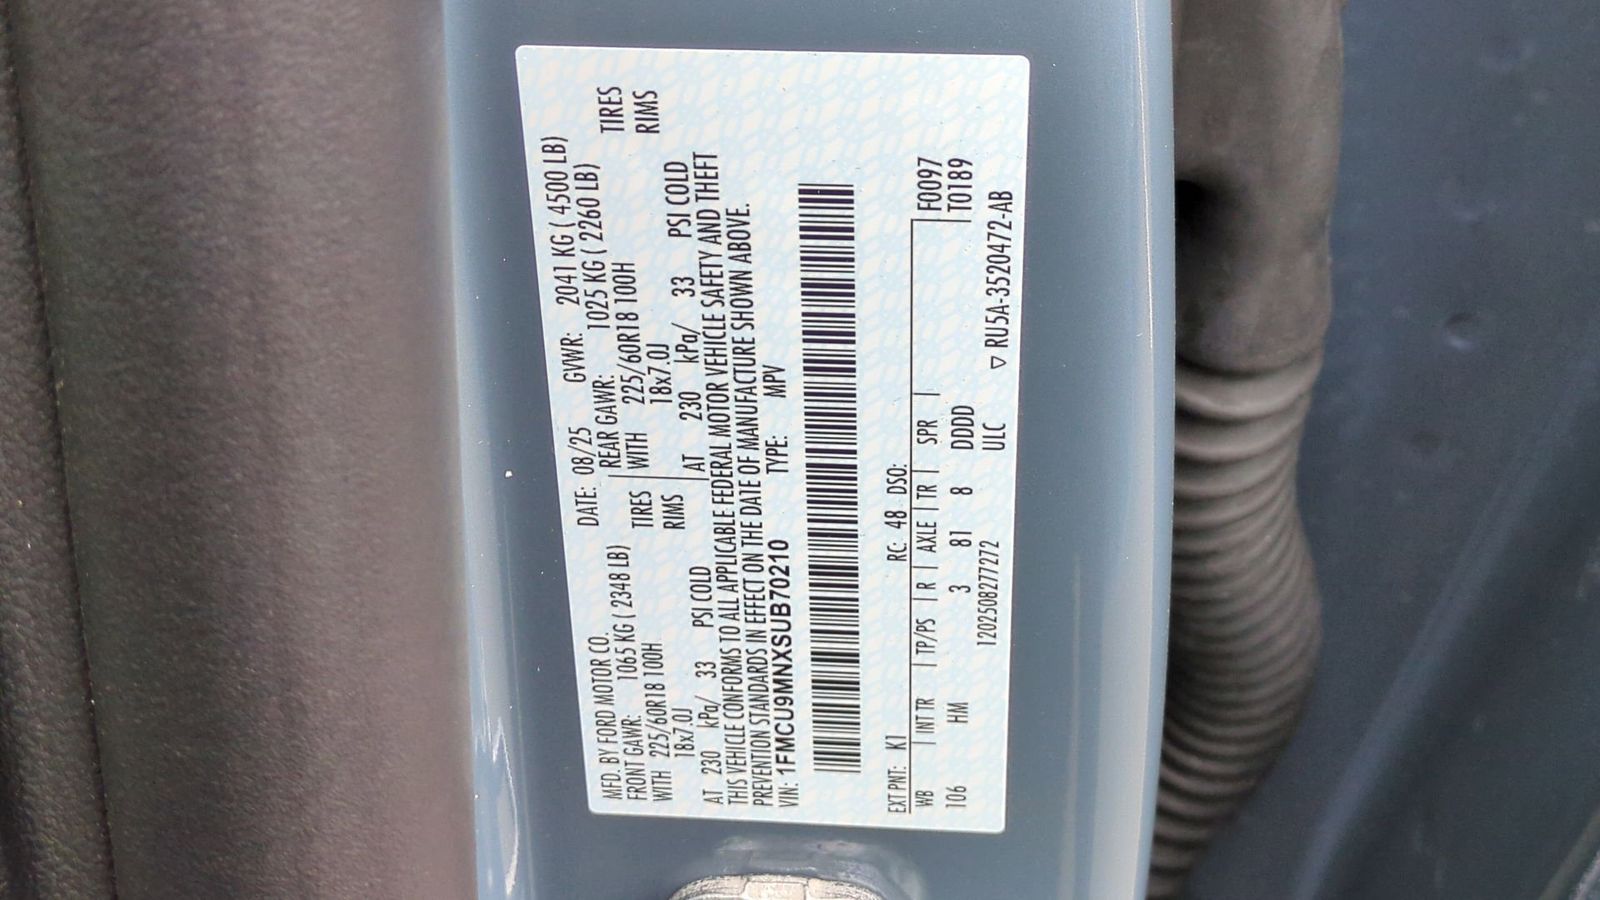 MFD. BY FORD MOTOR CO.
DATE: 08/25 GVWR: 2041 KG ( 4500 LB)
FRONT GAWR: 1065 KG ( 2348 LB) REAR GAWR: 1025 KG ( 2260 LB)
WITH 225/60R18 100H TIRES WITH 225/60R18 100H TIRES
18x7.0J RIMS 18x7.0J RIMS
AT 230 kPa/ 33 PSI COLD AT 230 kPa/ 33 PSI COLD
THIS VEHICLE CONFORMS TO ALL APPLICABLE FEDERAL MOTOR VEHICLE SAFETY AND THEFT
PREVENTION STANDARDS IN EFFECT ON THE DATE OF MANUFACTURE SHOWN ABOVE.
VIN: 1FMCU9MNXSUB70210 TYPE: MPV
EXT PNT: K1 RC: 48 DSO:
WB INT TR TP/PS R AXLE TR SPR F0097
106 HM 3 81 8 DDDD T0189
120250827​7272 ULC ▽ RU5A-3520472-AB